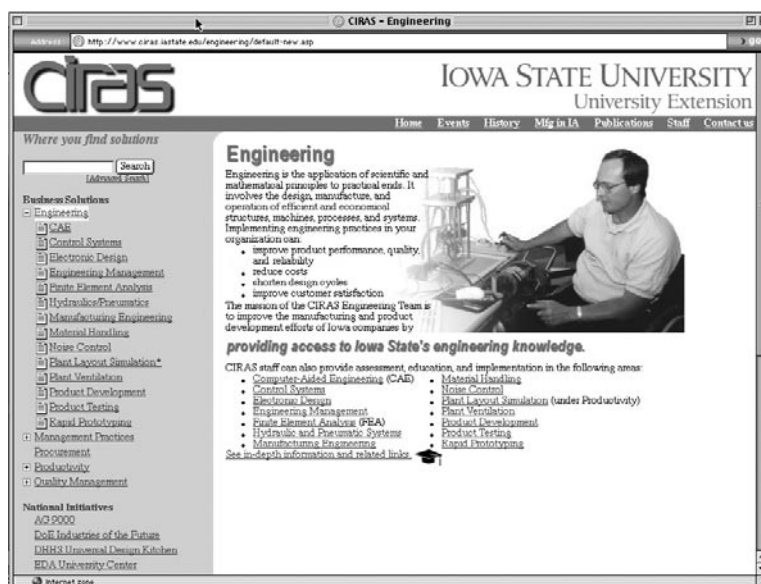 CIRAS - Engineering
Address: http://www.ciras.iastate.edu/engineering/default-new.asp go
ciras
IOWA STATE UNIVERSITY
University Extension
Home Events History Mfg in IA Publications Staff Contact us
Where you find solutions
Search
[Advanced Search]
Business Solutions
Engineering
CAE
Control Systems
Electronic Design
Engineering Management
Finite Element Analysis
Hydraulics/Pneumatics
Manufacturing Engineering
Material Handling
Noise Control
Plant Layout Simulation*
Plant Ventilation
Product Development
Product Testing
Rapid Prototyping
Management Practices
Procurement
Productivity
Quality Management
National Initiatives
AG 9000
DoE Industries of the Future
DHHS Universal Design Kitchen
EDA University Center
Engineering
Engineering is the application of scientific and
mathematical principles to practical ends. It
involves the design, manufacture, and
operation of efficient and economical
structures, machines, processes, and systems.
Implementing engineering practices in your
organization can:
• improve product performance, quality,
and reliability
• reduce costs
• shorten design cycles
• improve customer satisfaction
The mission of the CIRAS Engineering Team is
to improve the manufacturing and product
development efforts of Iowa companies by
providing access to Iowa State's engineering knowledge.
CIRAS staff can also provide assessment, education, and implementation in the following areas:
• Computer-Aided Engineering (CAE)
• Control Systems
• Electronic Design
• Engineering Management
• Finite Element Analysis (FEA)
• Hydraulic and Pneumatic Systems
• Manufacturing Engineering
• Material Handling
• Noise Control
• Plant Layout Simulation (under Productivity)
• Plant Ventilation
• Product Development
• Product Testing
• Rapid Prototyping
See in-depth information and related links.
Internet zone